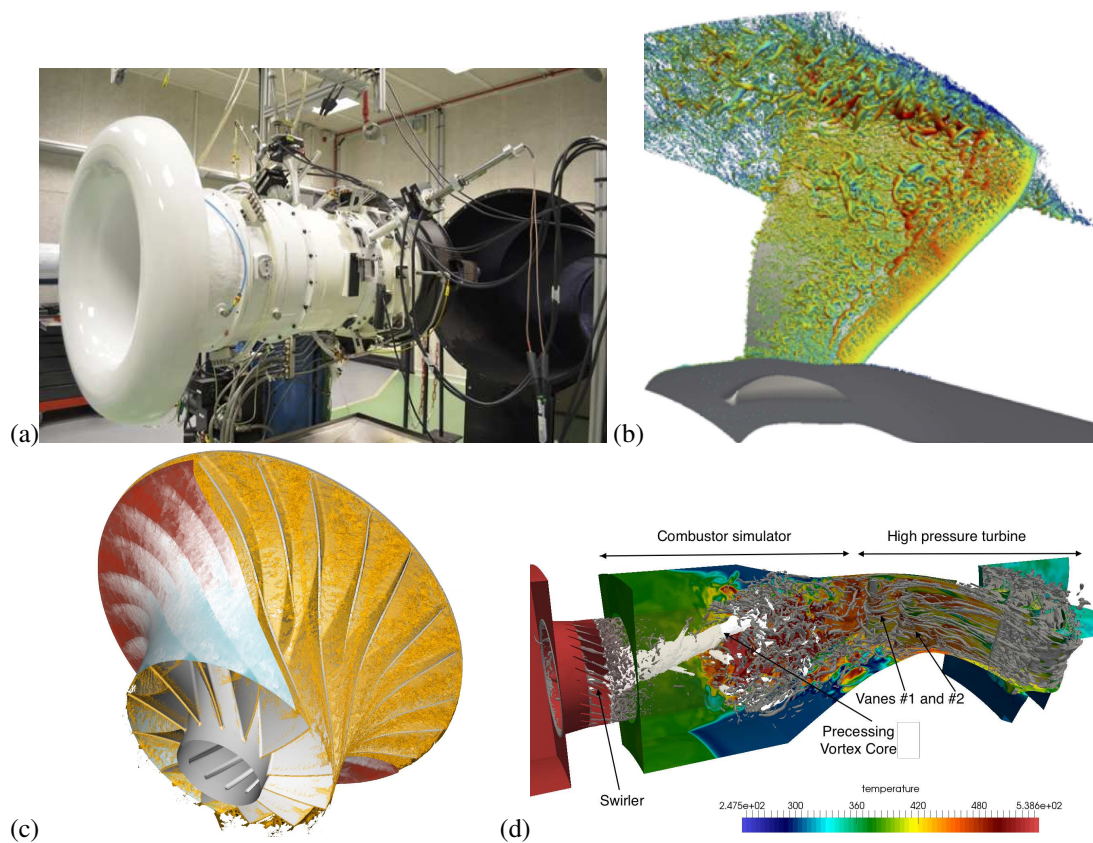 (a)
(b)
(c)
(d)
Combustor simulator
High pressure turbine
Vanes #1 and #2
Precessing
Vortex Core
Swirler
temperature
2.475e+02 300 360 420 480 5.386e+02